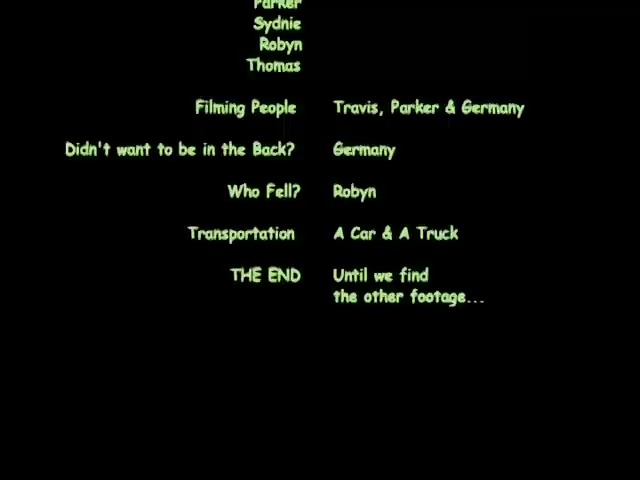 Parker
Sydnie
Robyn
Thomas
Filming People Travis, Parker & Germany
Didn't want to be in the Back? Germany
Who Fell? Robyn
Transportation A Car & A Truck
THE END Until we find
the other footage...